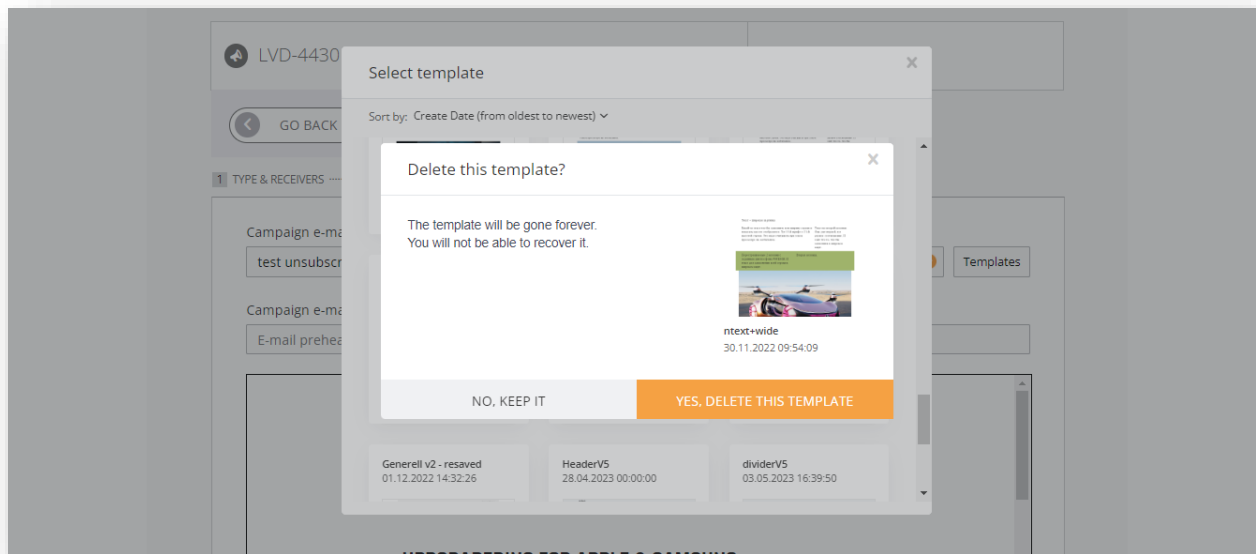 LVD-4430
Select template
Sort by: Create Date (from oldest to newest)
GO BACK
Delete this template?
1 TYPE & RECEIVERS
The template will be gone forever.
You will not be able to recover it.
Campaign e-ma
test unsubscr
Templates
ntext+wide
30.11.2022 09:54:09
Campaign e-ma
E-mail prehea
NO, KEEP IT
YES, DELETE THIS TEMPLATE
Generell v2 - resaved
HeaderV5
dividerV5
01.12.2022 14:32:26
28.04.2023 00:00:00
03.05.2023 16:39:50